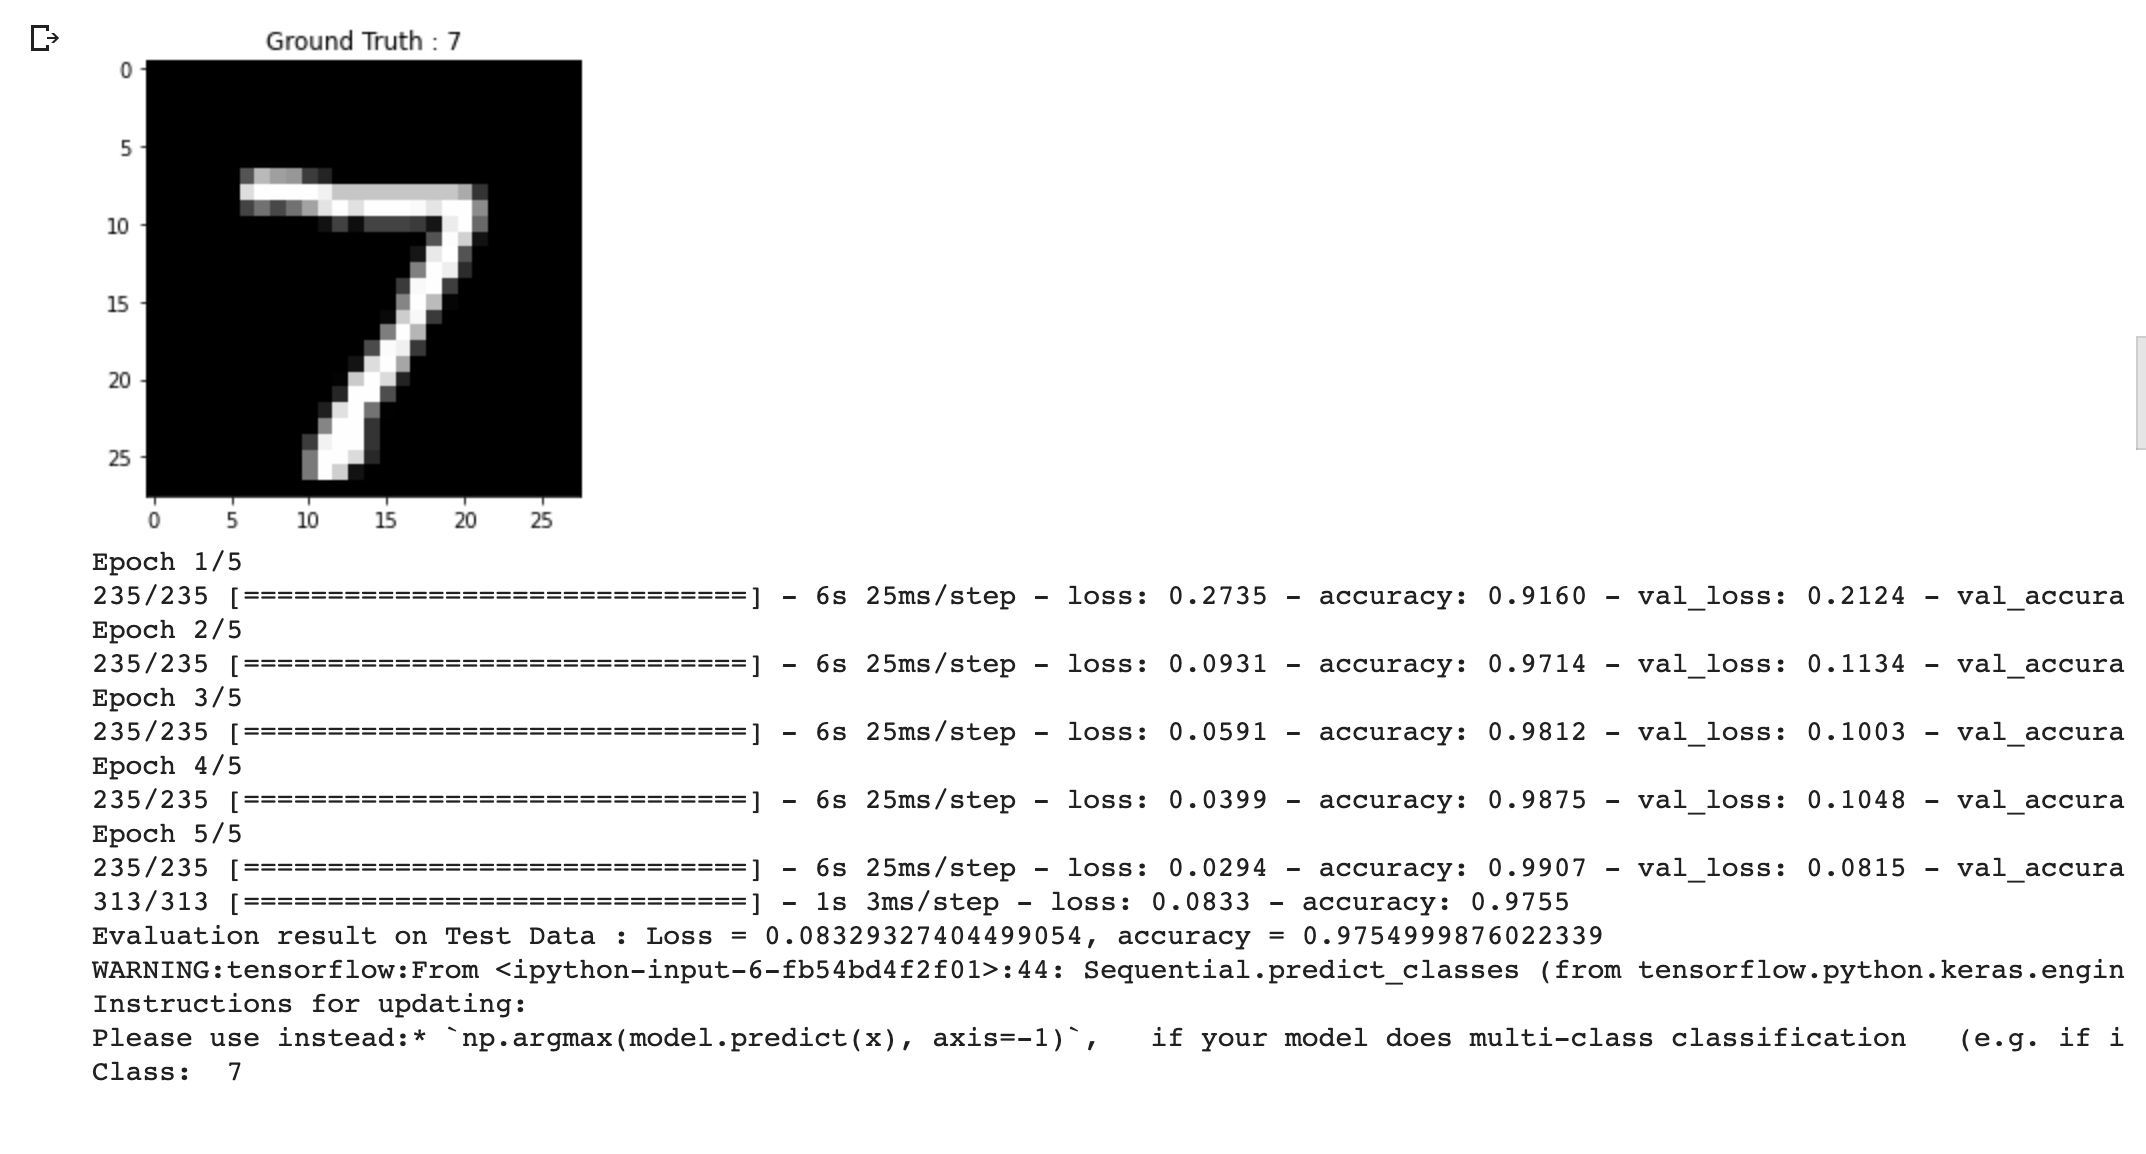 Ground Truth : 7
0
5
10
15
20
25
0 5 10 15 20 25
Epoch 1/5
235/235 [==============================] - 6s 25ms/step - loss: 0.2735 - accuracy: 0.9160 - val_loss: 0.2124 - val_accura
Epoch 2/5
235/235 [==============================] - 6s 25ms/step - loss: 0.0931 - accuracy: 0.9714 - val_loss: 0.1134 - val_accura
Epoch 3/5
235/235 [==============================] - 6s 25ms/step - loss: 0.0591 - accuracy: 0.9812 - val_loss: 0.1003 - val_accura
Epoch 4/5
235/235 [==============================] - 6s 25ms/step - loss: 0.0399 - accuracy: 0.9875 - val_loss: 0.1048 - val_accura
Epoch 5/5
235/235 [==============================] - 6s 25ms/step - loss: 0.0294 - accuracy: 0.9907 - val_loss: 0.0815 - val_accura
313/313 [==============================] - 1s 3ms/step - loss: 0.0833 - accuracy: 0.9755
Evaluation result on Test Data : Loss = 0.08329327404499054, accuracy = 0.9754999876022339
WARNING:tensorflow:From <ipython-input-6-fb54bd4f2f01>:44: Sequential.predict_classes (from tensorflow.python.keras.engin
Instructions for updating:
Please use instead:* `np.argmax(model.predict(x), axis=-1)`,   if your model does multi-class classification   (e.g. if i
Class:  7